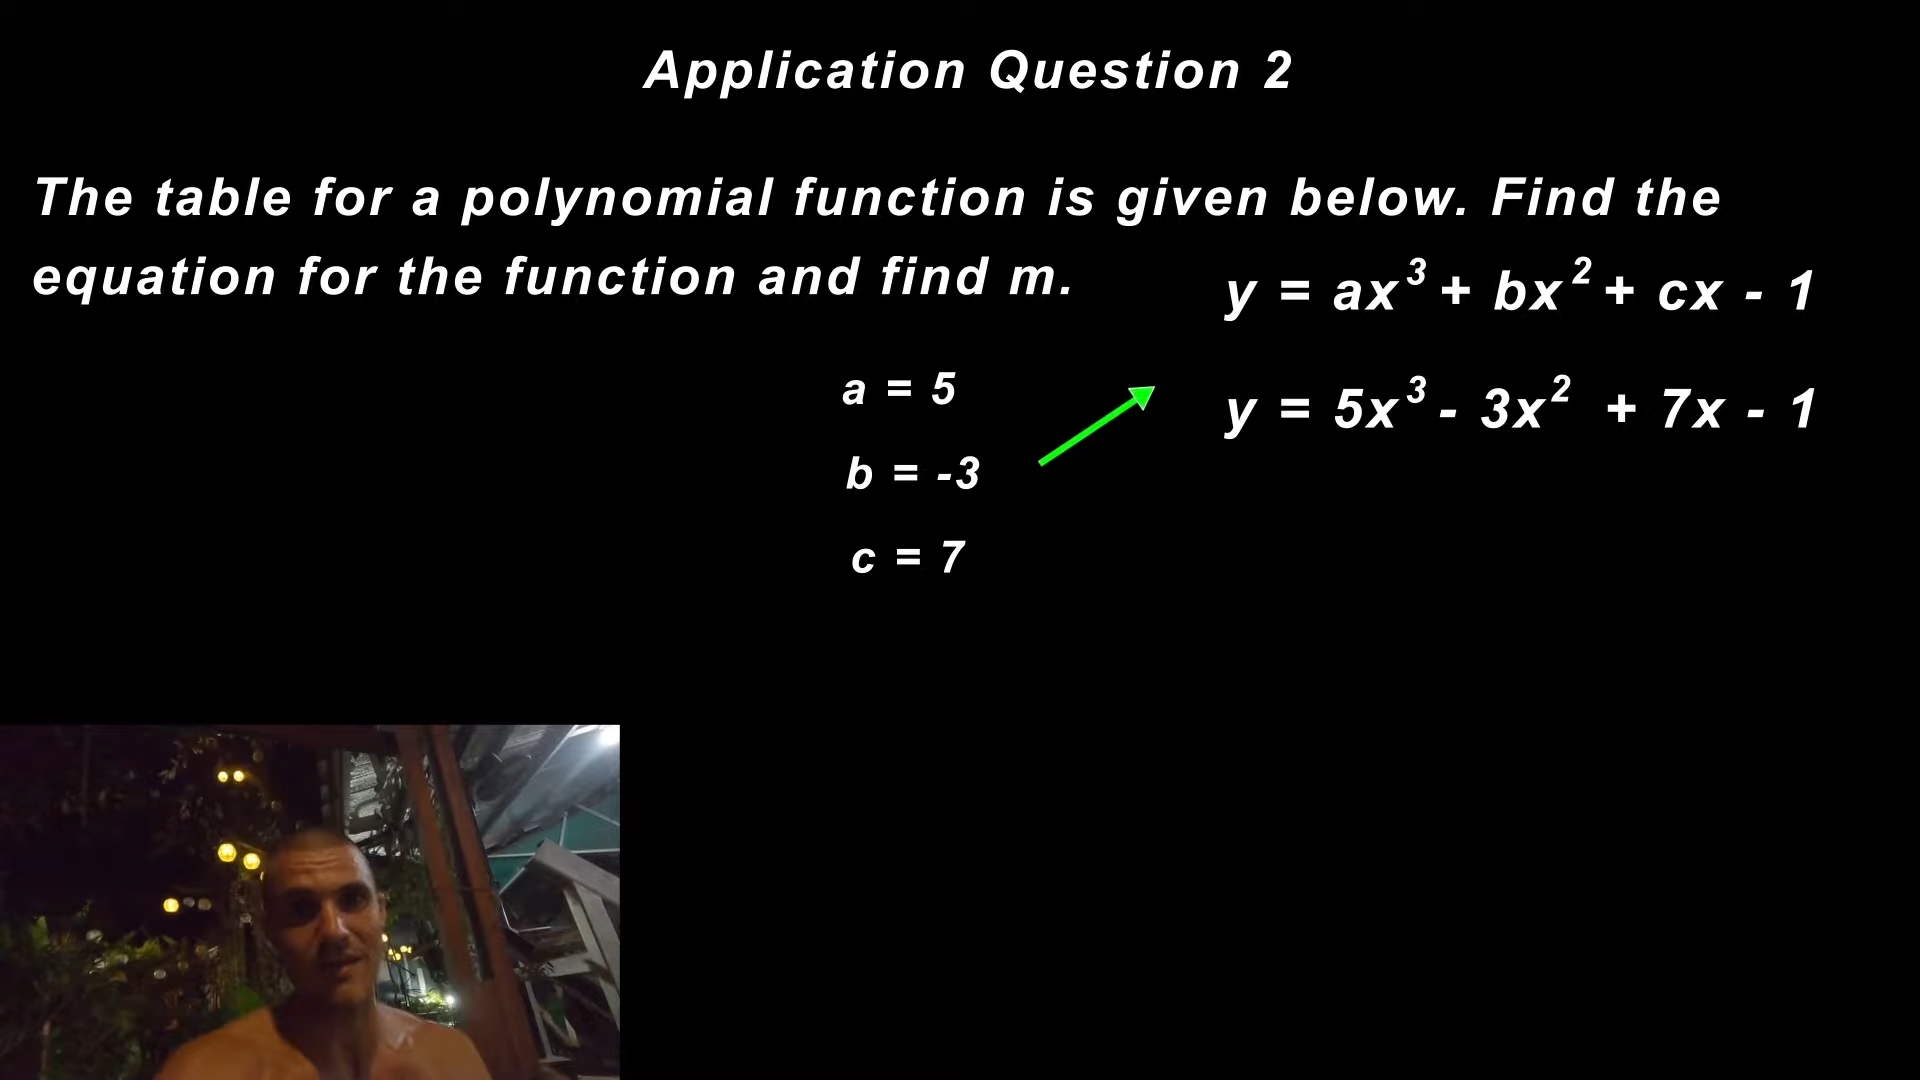 Application Question 2
The table for a polynomial function is given below. Find the
equation for the function and find m.
y = ax³ + bx² + cx - 1
a = 5
y = 5x³ - 3x² + 7x - 1
b = -3
c = 7